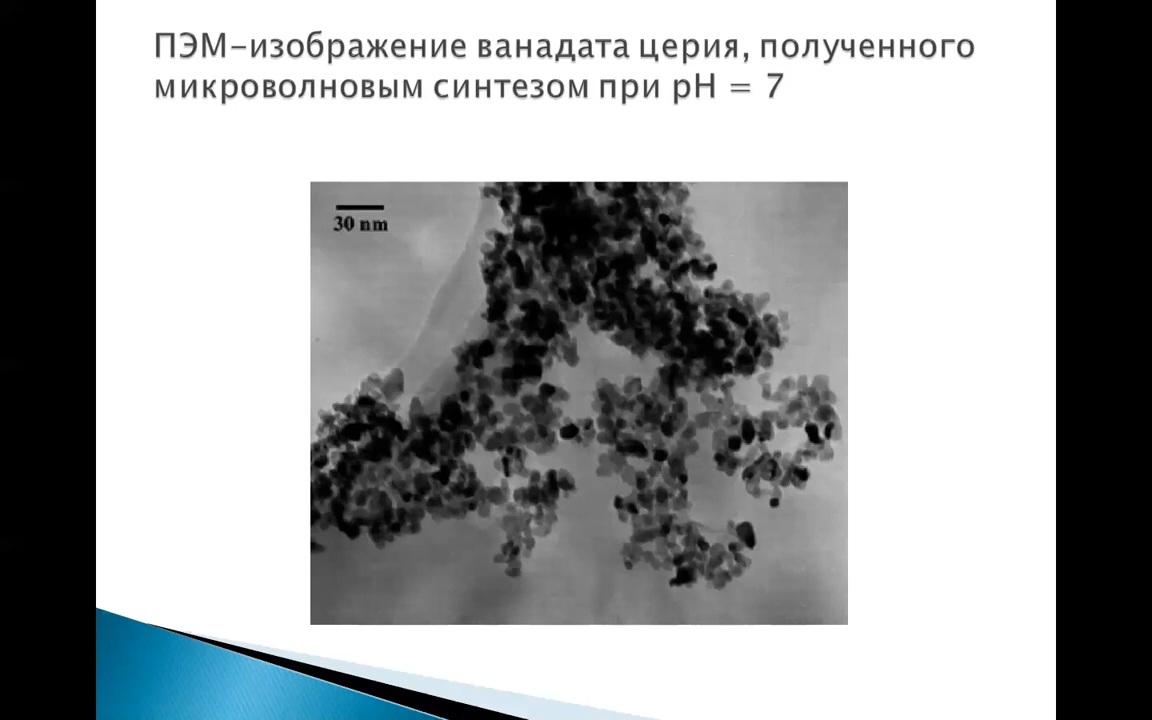 ПЭМ-изображение ванадата церия, полученного
микроволновым синтезом при pH = 7
30 nm